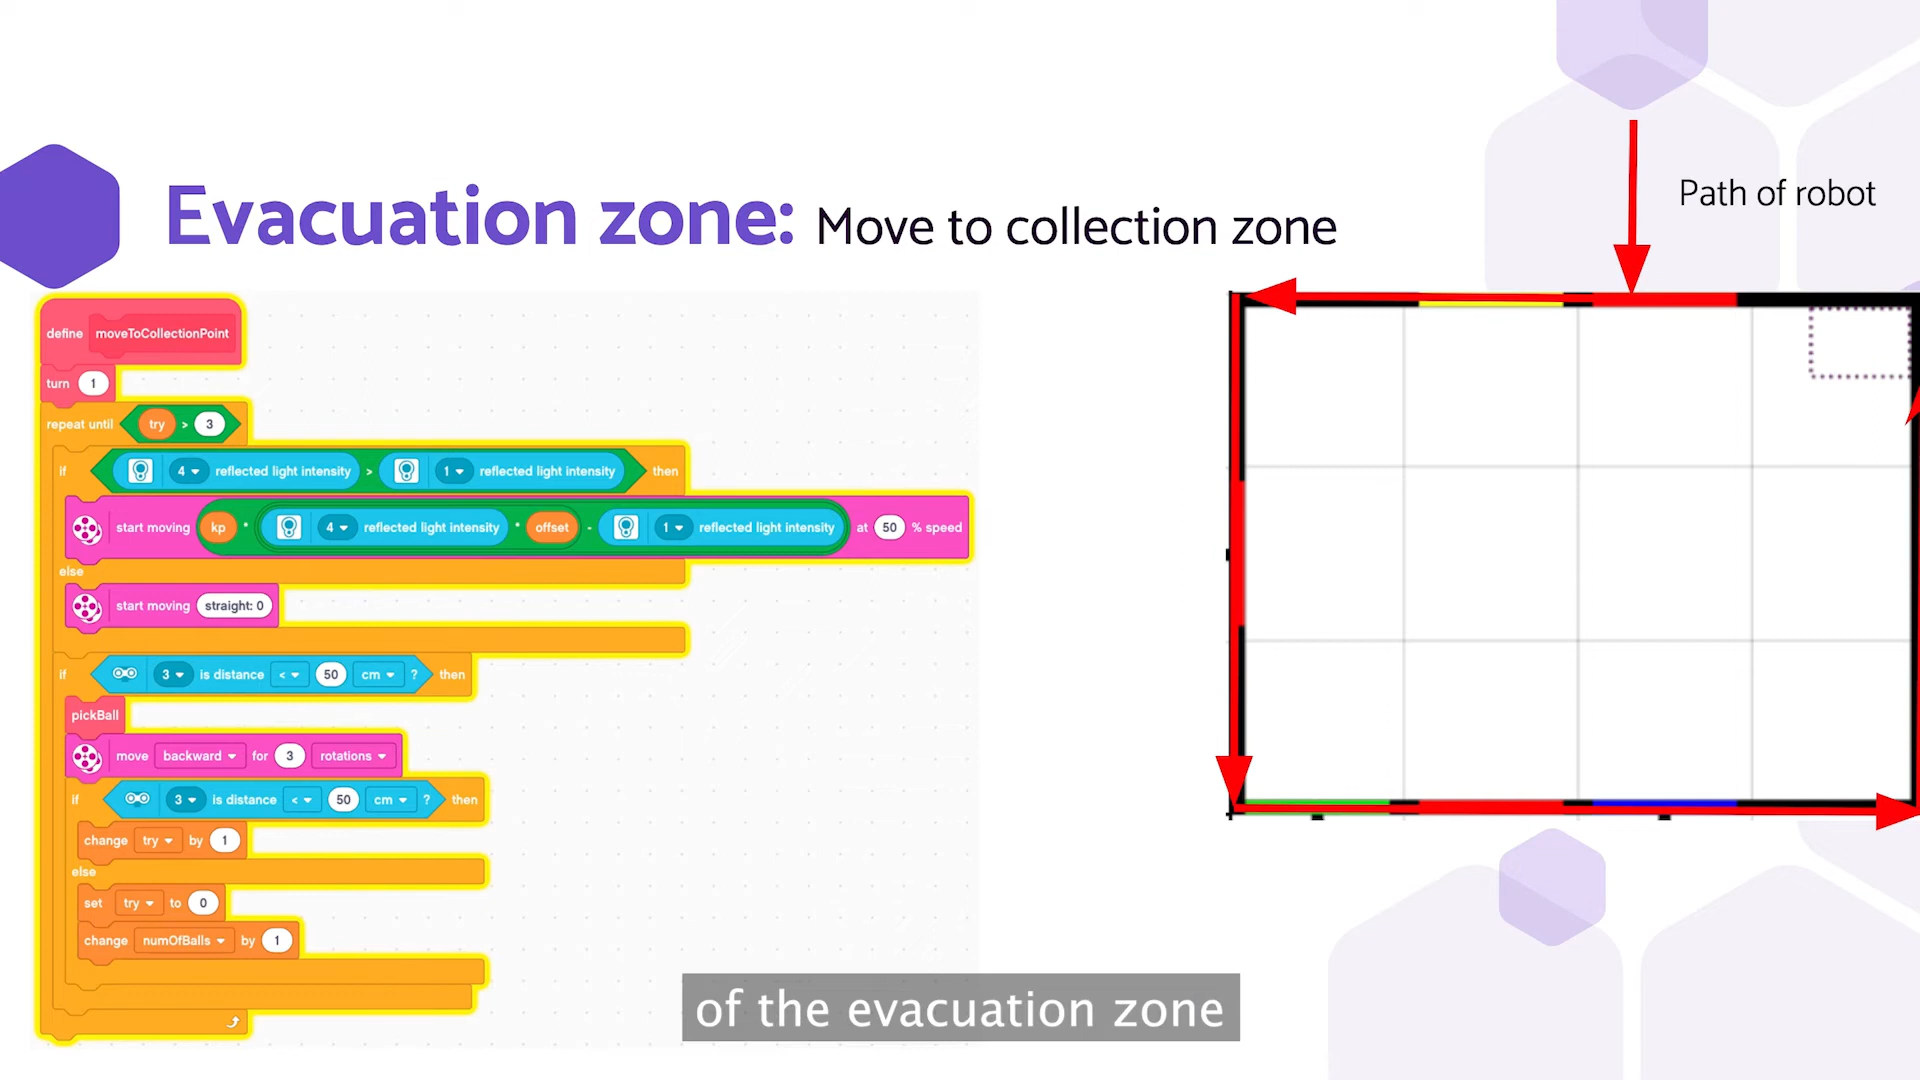 Evacuation zone: Move to collection zone
Path of robot
define moveToCollectionPoint
turn 1
repeat until try > 3
if 4 reflected light intensity > 1 reflected light intensity then
start moving kp * 4 reflected light intensity * offset - 1 reflected light intensity at 50 % speed
else
start moving straight: 0
if 3 is distance < 50 cm ? then
pickBall
move backward for 3 rotations
if 3 is distance < 50 cm ? then
change try by 1
else
set try to 0
change numOfBalls by 1
of the evacuation zone